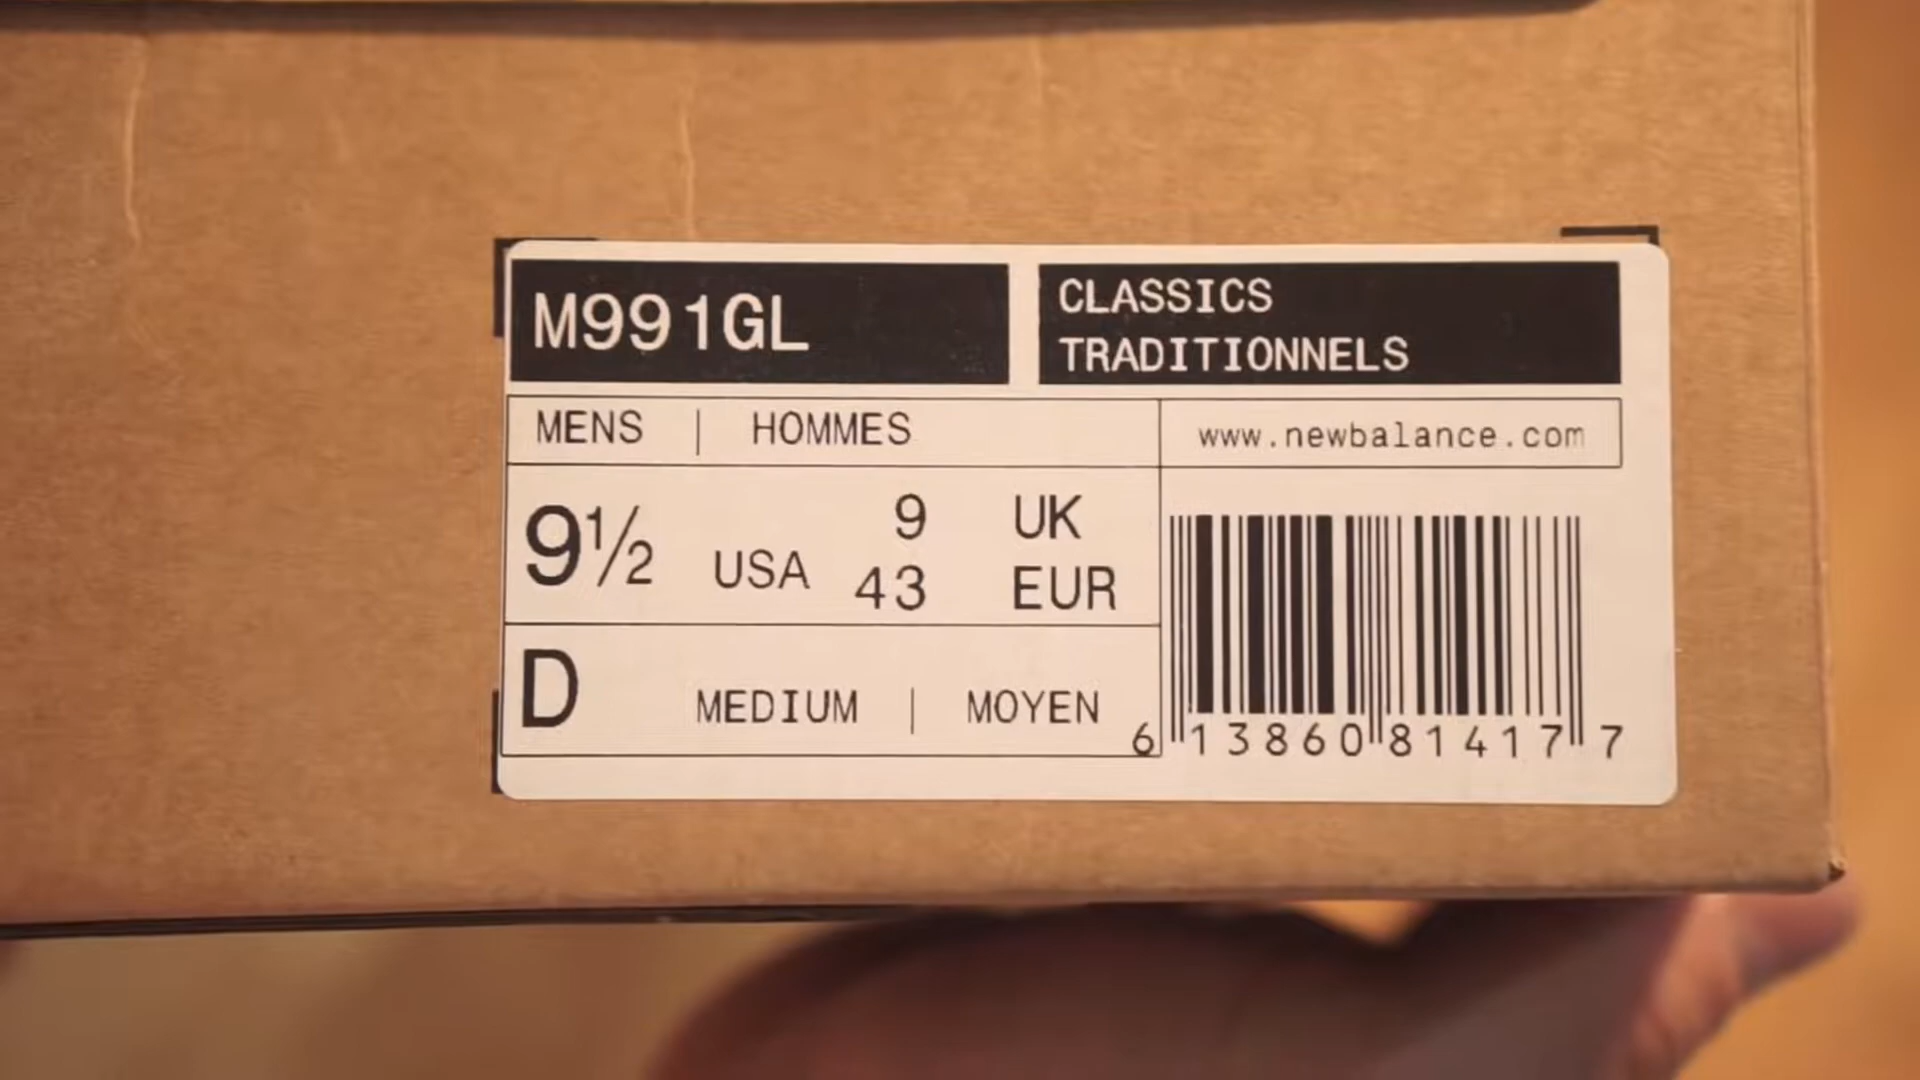 M991GL
CLASSICS
TRADITIONNELS
MENS | HOMMES
www.newbalance.com
9½ USA
9 UK
43 EUR
D MEDIUM | MOYEN
6 13860 81417 7